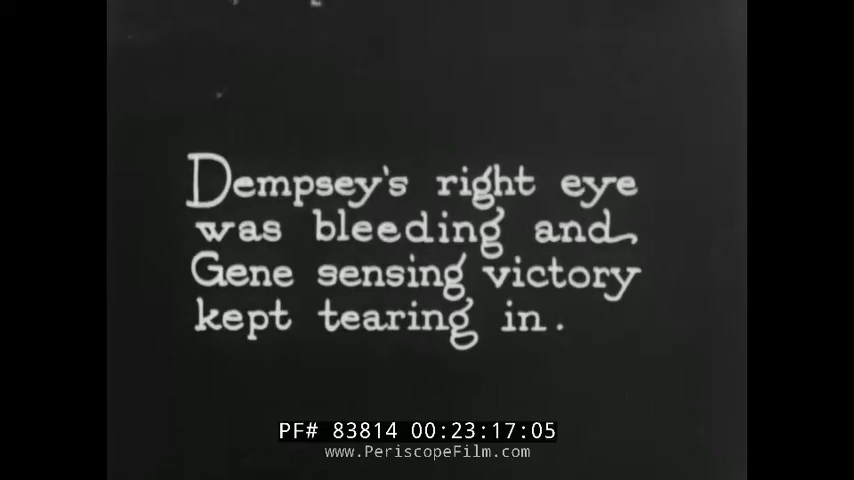 Dempsey's right eye
was bleeding and
Gene sensing victory
kept tearing in.
PF# 83814 00:23:17:05
www.PeriscopeFilm.com